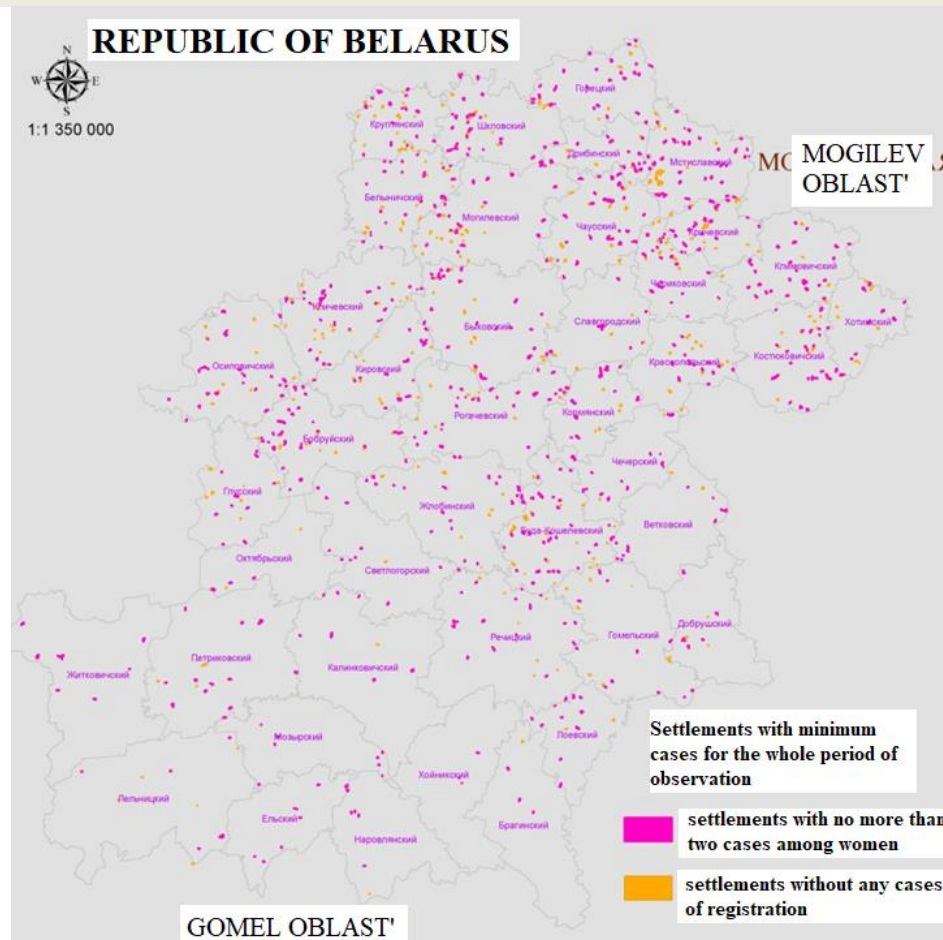 REPUBLIC OF BELARUS
N
W E
S
1:1 350 000
Горецкий
Круглянский
Шкловский
Дрибинский
Мстиславский
MOGILEV
OBLAST'
Белыничский
Могилевский
Чаусский
Кричевский
Климовичский
Чериковский
Кличевский
Быховский
Славгородский
Хотимский
Осиповичский
Кировский
Краснопольский
Костюковичский
Рогачевский
Кормянский
Бобруйский
Чечерский
Глусский
Жлобинский
Ветковский
Буда-Кошелевский
Октябрьский
Светлогорский
Добрушский
Речицкий
Гомельский
Петриковский
Калинковичский
Житковичский
Мозырский
Лоевский
Хойникский
Лельчицкий
Ельский
Наровлянский
Брагинский
Settlements with minimum
cases for the whole period of
observation
settlements with no more than
two cases among women
settlements without any cases
of registration
GOMEL OBLAST'